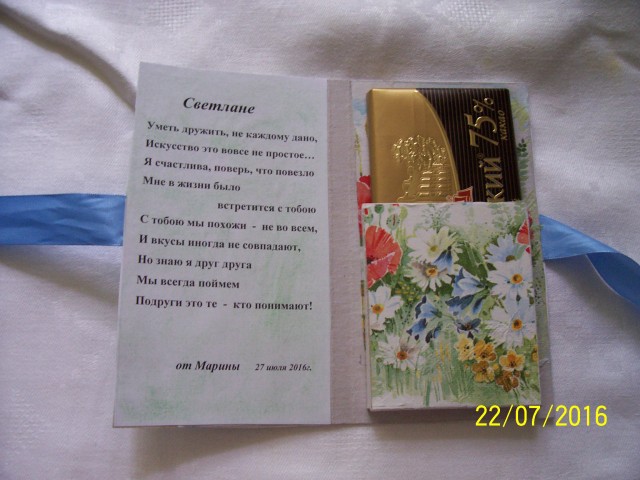 Светлане
Уметь дружить, не каждому дано,
Искусство это вовсе не простое...
Я счастлива, поверь, что повезло
Мне в жизни было
встретится с тобою
С тобою мы похожи - не во всем,
И вкусы иногда не совпадают,
Но знаю я друг друга
Мы всегда поймем
Подруги это те - кто понимают!
от Марины 27 июля 2016г.
75%
какао
КИЙ
22/07/2016